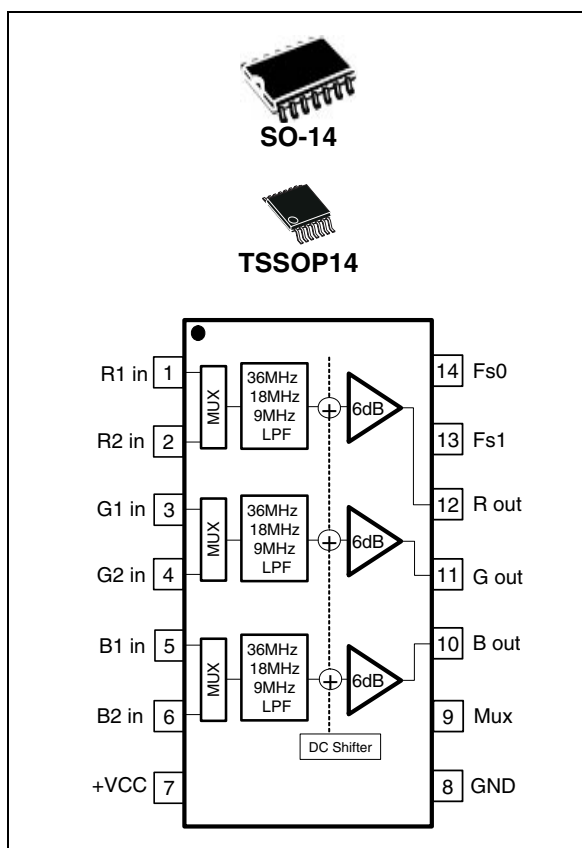 SO-14
TSSOP14
R1 in 1
R2 in 2
G1 in 3
G2 in 4
B1 in 5
B2 in 6
+VCC 7
MUX
36MHz
18MHz
9MHz
LPF
+
6dB
MUX
36MHz
18MHz
9MHz
LPF
+
6dB
MUX
36MHz
18MHz
9MHz
LPF
+
6dB
DC Shifter
14 Fs0
13 Fs1
12 R out
11 G out
10 B out
9 Mux
8 GND